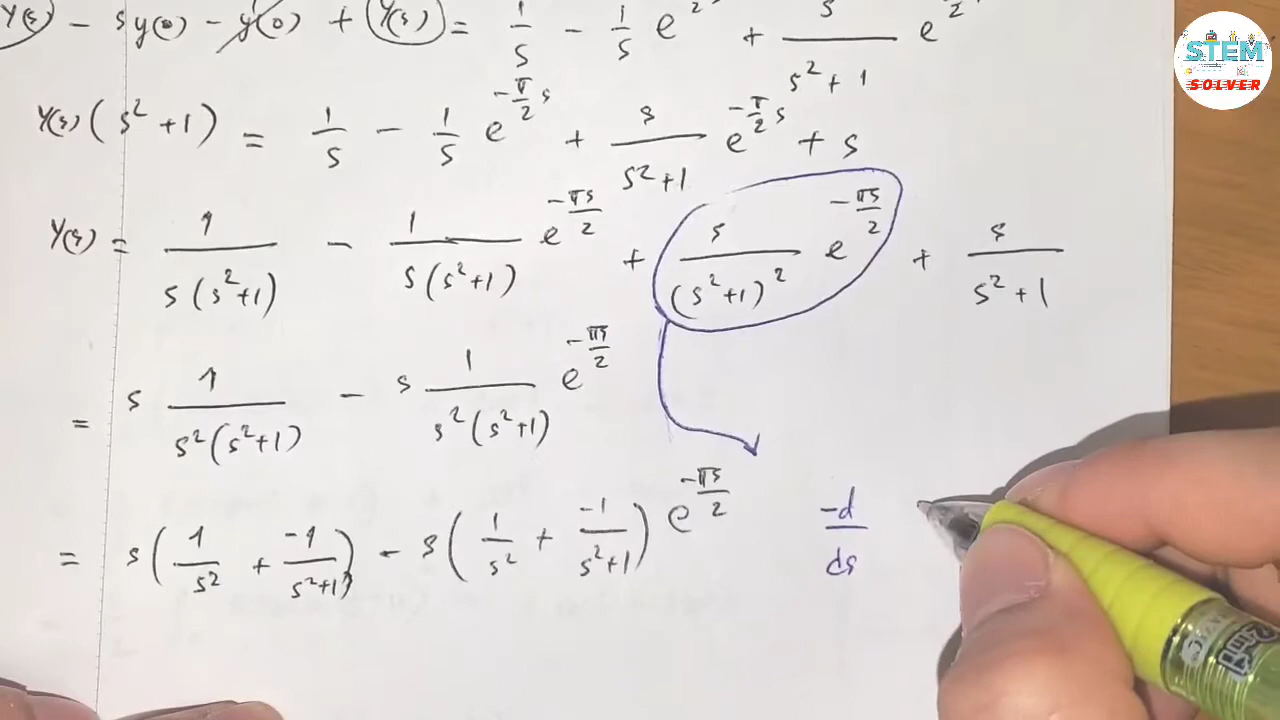 Y(s) - sy(0) - y'(0) + Y(s) = 1/s - 1/s e + s/(s²+1) e
Y(s) (s²+1) = 1/s - 1/s e^(-π/2 s) + s/(s²+1) e^(-π/2 s) + s
Y(s) = 1/(s(s²+1)) - 1/(s(s²+1)) e^(-πs/2) + s/(s²+1)² e^(-πs/2) + s/(s²+1)
= s 1/(s²(s²+1)) - s 1/(s²(s²+1)) e^(-πs/2)
= s(1/s² + -1/(s²+1)) - s(1/s² + -1/(s²+1)) e^(-πs/2) -d/ds
STEM
SOLVER